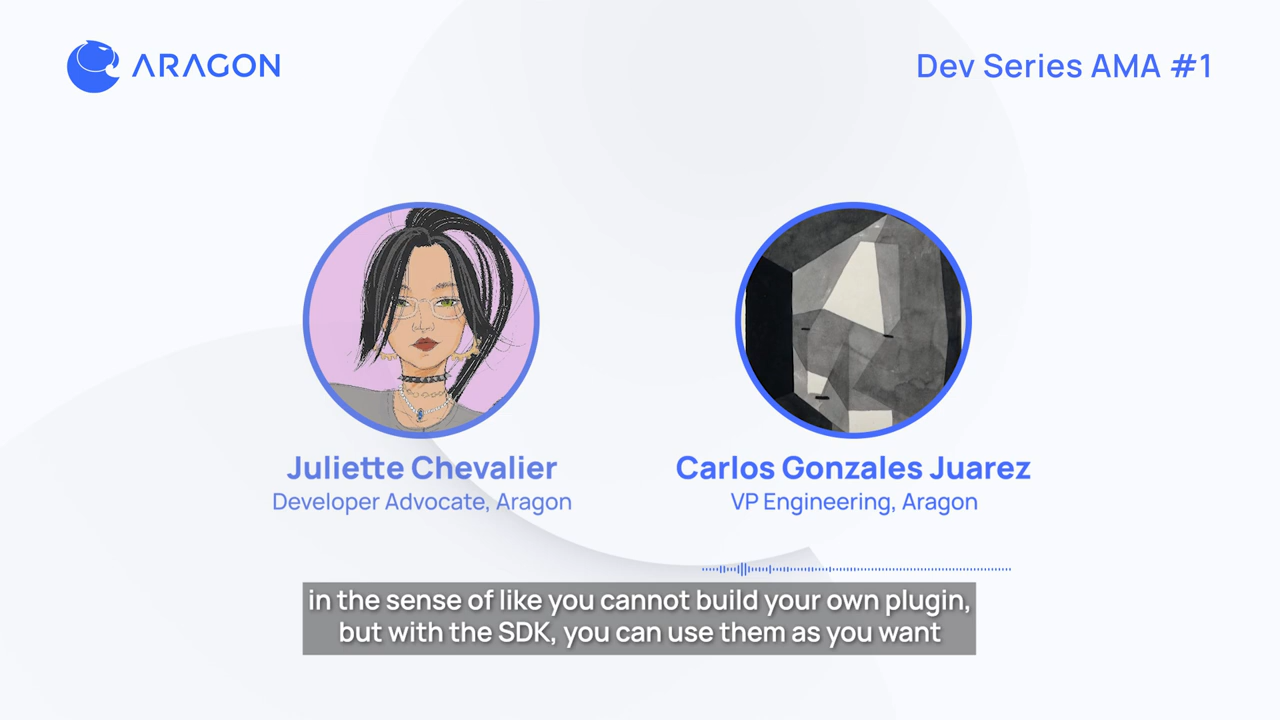 ARAGON
Dev Series AMA #1
Juliette Chevalier
Developer Advocate, Aragon
Carlos Gonzales Juarez
VP Engineering, Aragon
in the sense of like you cannot build your own plugin,
but with the SDK, you can use them as you want